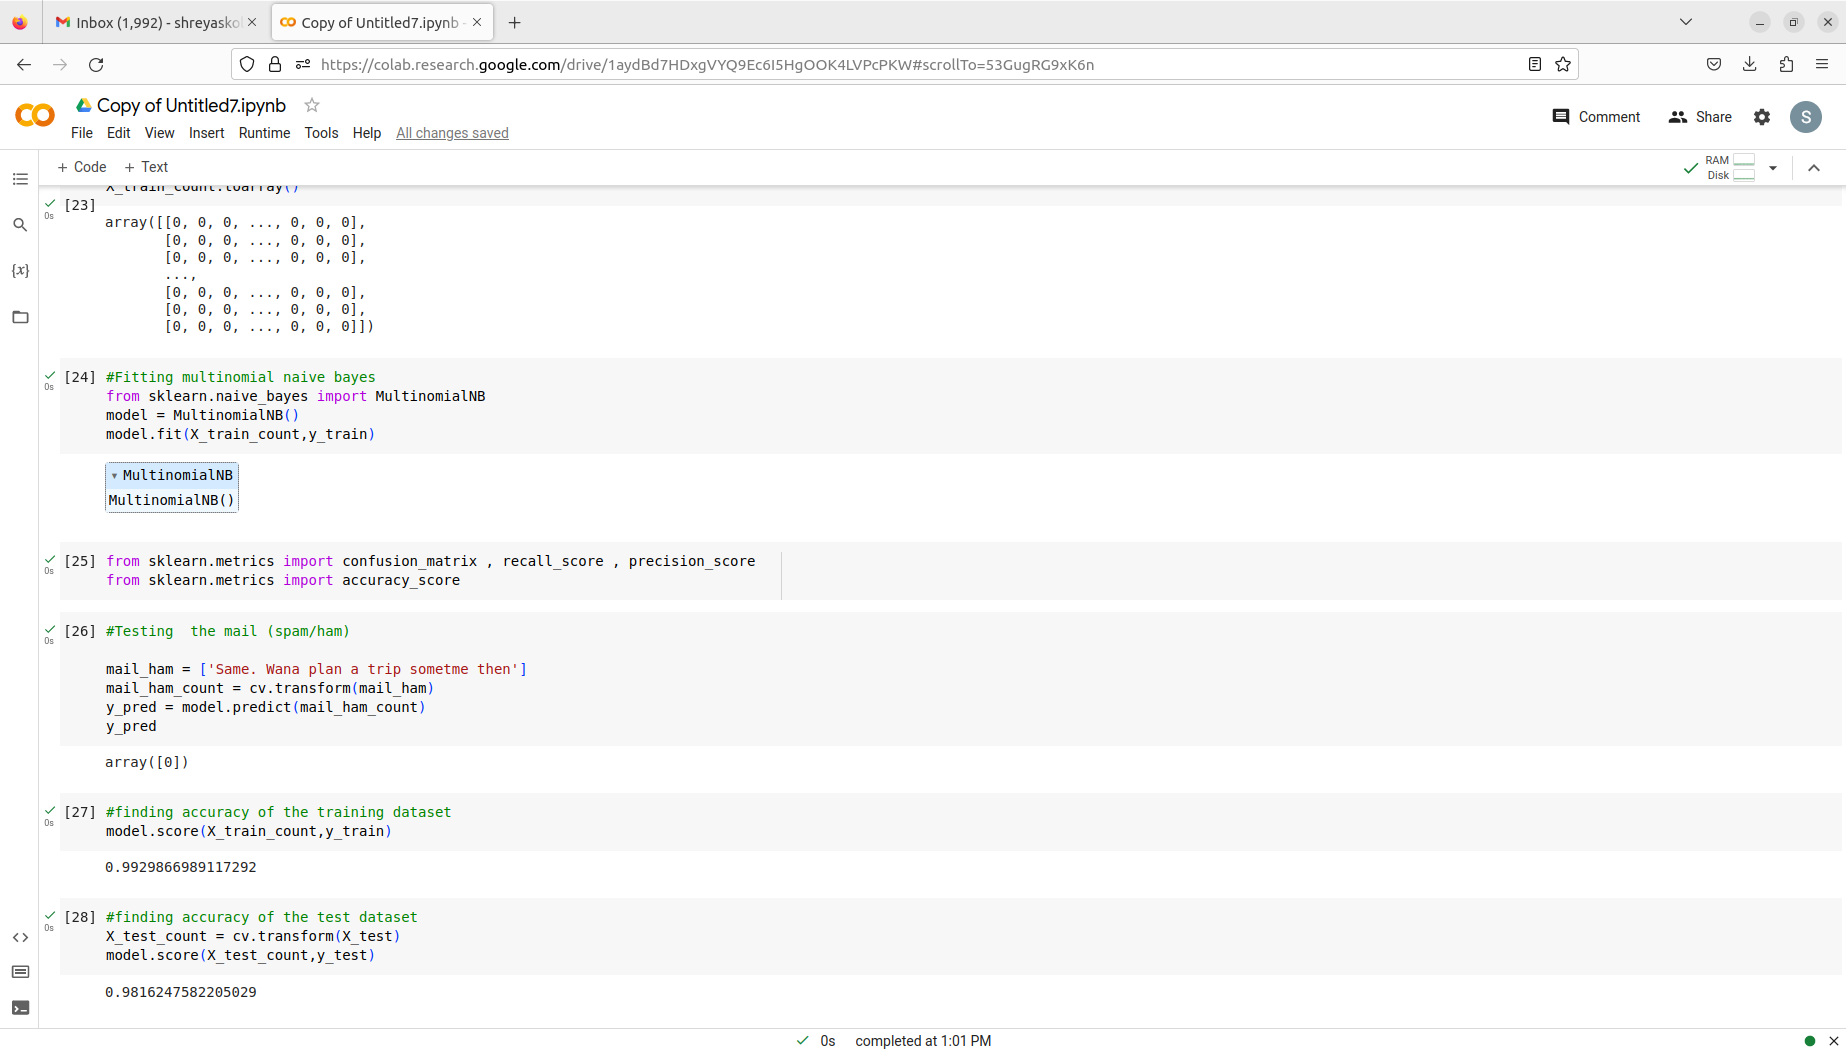 Inbox (1,992) - shreyasko
Copy of Untitled7.ipynb -
https://colab.research.google.com/drive/1aydBd7HDxgVYQ9Ec6I5HgOOK4LVPcPKW#scrollTo=53GugRG9xK6n
Copy of Untitled7.ipynb
File Edit View Insert Runtime Tools Help All changes saved
Comment Share S
+ Code + Text
RAM
Disk
X_train_count.toarray()
[23]
0s
array([[0, 0, 0, ..., 0, 0, 0],
[0, 0, 0, ..., 0, 0, 0],
[0, 0, 0, ..., 0, 0, 0],
...,
[0, 0, 0, ..., 0, 0, 0],
[0, 0, 0, ..., 0, 0, 0],
[0, 0, 0, ..., 0, 0, 0]])
{x}
[24] #Fitting multinomial naive bayes
0s
from sklearn.naive_bayes import MultinomialNB
model = MultinomialNB()
model.fit(X_train_count,y_train)
MultinomialNB
MultinomialNB()
[25] from sklearn.metrics import confusion_matrix , recall_score , precision_score
0s
from sklearn.metrics import accuracy_score
[26] #Testing  the mail (spam/ham)
0s
mail_ham = ['Same. Wana plan a trip sometme then']
mail_ham_count = cv.transform(mail_ham)
y_pred = model.predict(mail_ham_count)
y_pred
array([0])
[27] #finding accuracy of the training dataset
0s
model.score(X_train_count,y_train)
0.9929866989117292
[28] #finding accuracy of the test dataset
0s
X_test_count = cv.transform(X_test)
model.score(X_test_count,y_test)
0.9816247582205029
0s completed at 1:01 PM